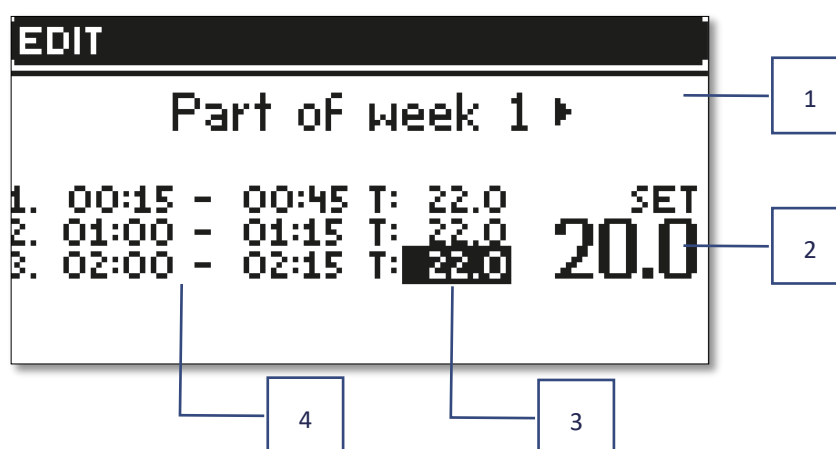 EDIT
Part of week 1
1. 00:15 - 00:45 T: 22.0
2. 01:00 - 01:15 T: 22.0
3. 02:00 - 02:15 T: 22.0
SET
20.0
1
2
3
4